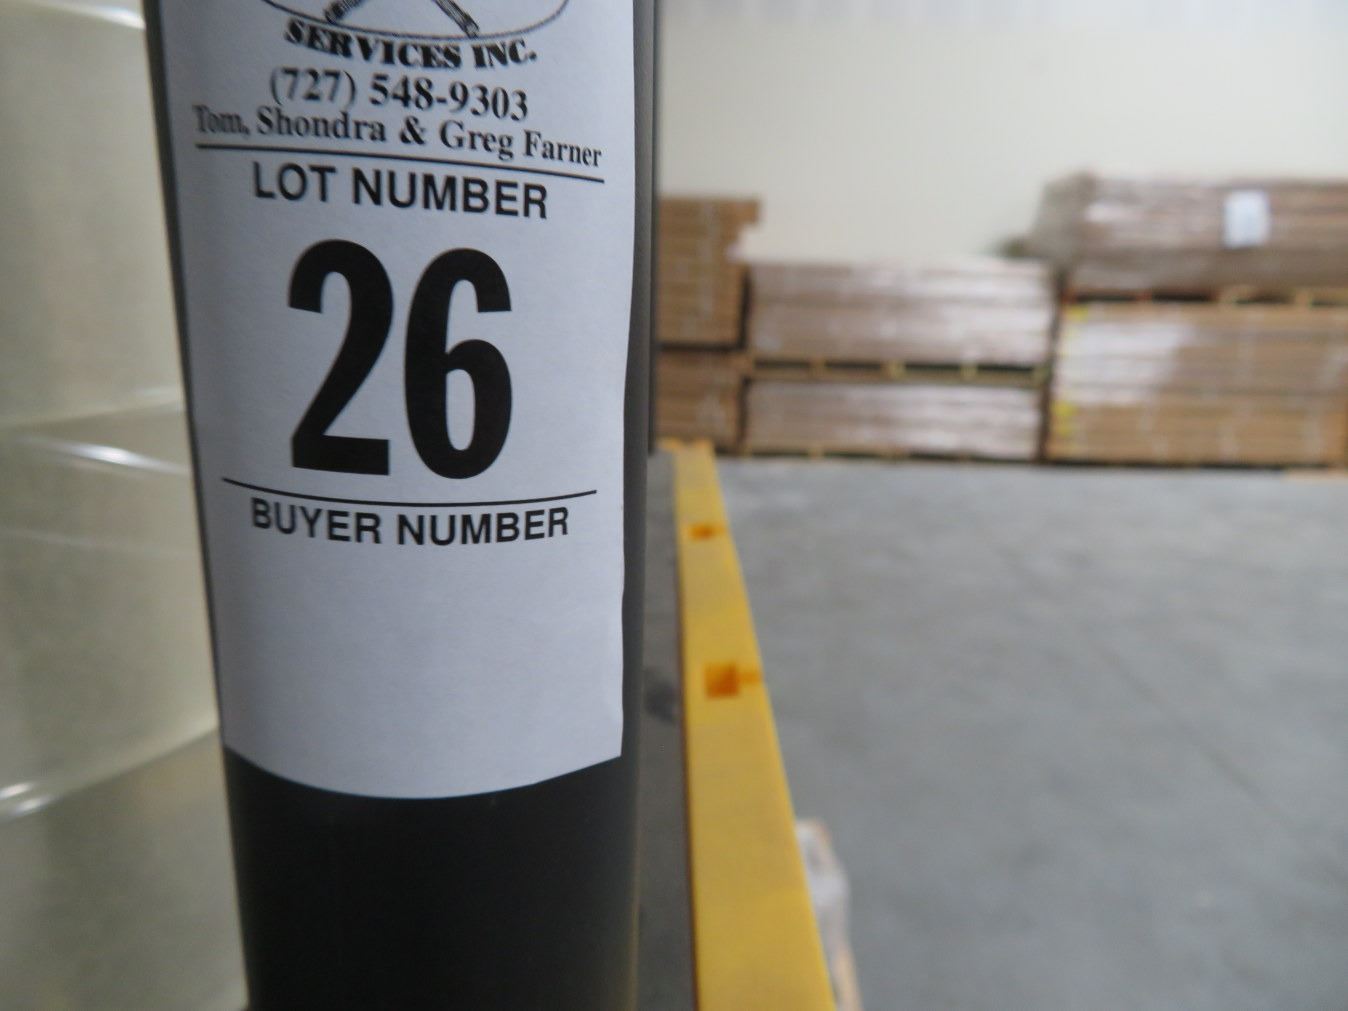 SERVICES INC.
(727) 548-9303
Tom, Shondra & Greg Farner
LOT NUMBER
26
BUYER NUMBER